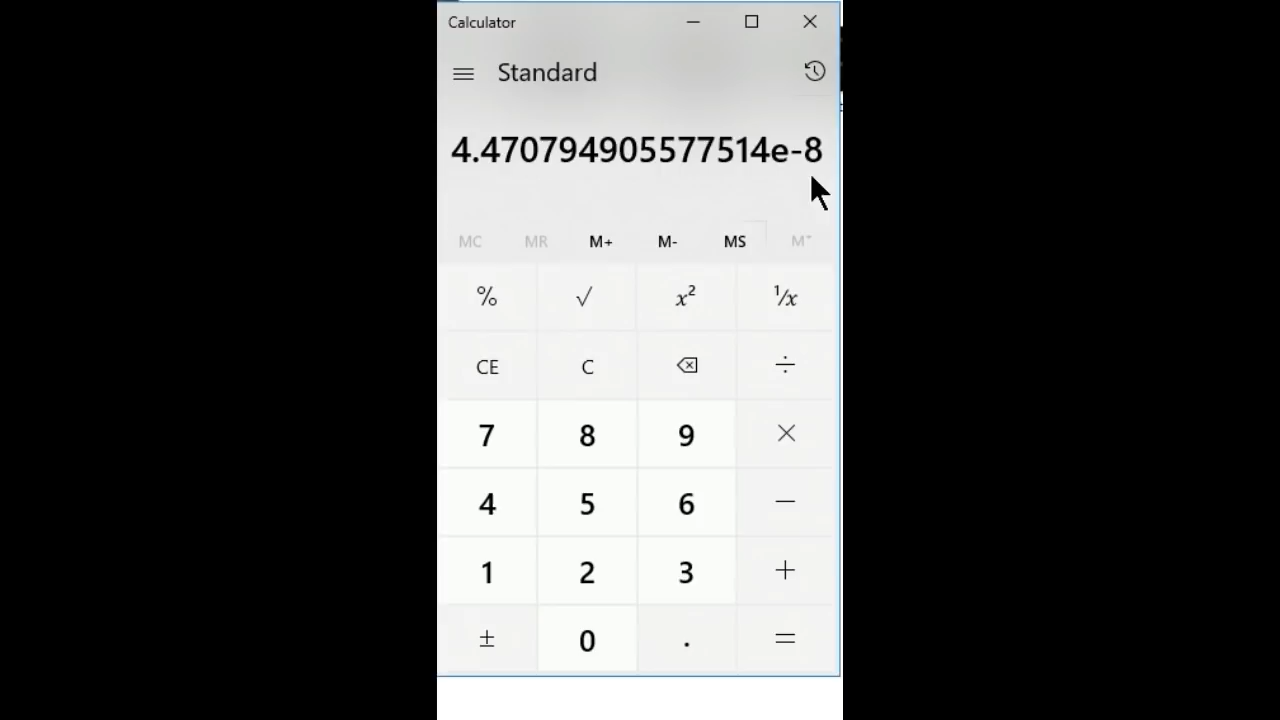 Calculator
Standard
4.470794905577514e-8
MC MR M+ M- MS M˅
% √ x² ¹/x
CE C ÷
7 8 9 ×
4 5 6 −
1 2 3 +
± 0 . =